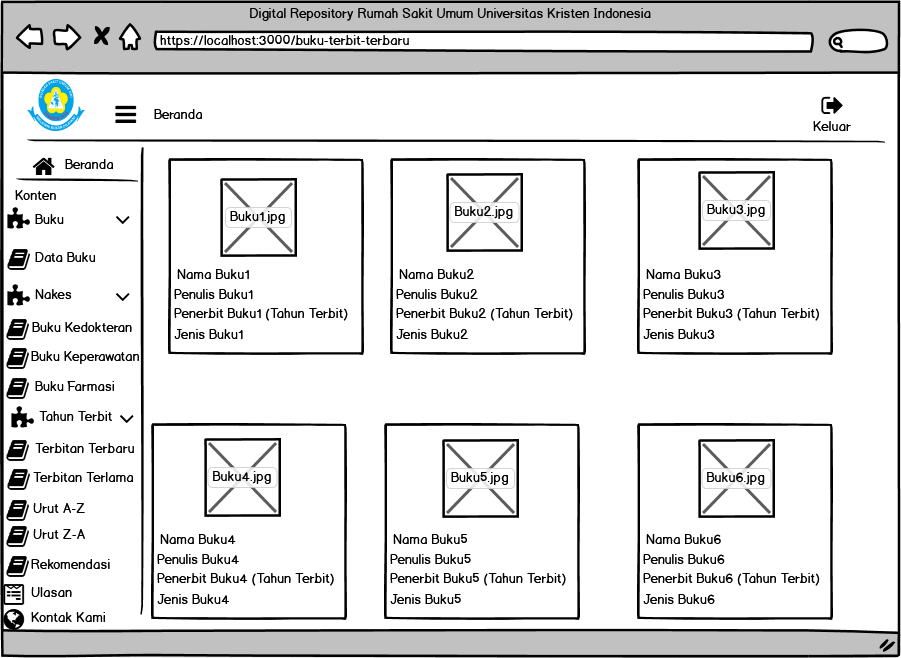 Digital Repository Rumah Sakit Umum Universitas Kristen Indonesia
https://localhost:3000/buku-terbit-terbaru
Beranda
Keluar
Beranda
Konten
Buku
Data Buku
Nakes
Buku Kedokteran
Buku Keperawatan
Buku Farmasi
Tahun Terbit
Terbitan Terbaru
Terbitan Terlama
Urut A-Z
Urut Z-A
Rekomendasi
Ulasan
Kontak Kami
Buku1.jpg
Nama Buku1
Penulis Buku1
Penerbit Buku1 (Tahun Terbit)
Jenis Buku1
Buku2.jpg
Nama Buku2
Penulis Buku2
Penerbit Buku2 (Tahun Terbit)
Jenis Buku2
Buku3.jpg
Nama Buku3
Penulis Buku3
Penerbit Buku3 (Tahun Terbit)
Jenis Buku3
Buku4.jpg
Nama Buku4
Penulis Buku4
Penerbit Buku4 (Tahun Terbit)
Jenis Buku4
Buku5.jpg
Nama Buku5
Penulis Buku5
Penerbit Buku5 (Tahun Terbit)
Jenis Buku5
Buku6.jpg
Nama Buku6
Penulis Buku6
Penerbit Buku6 (Tahun Terbit)
Jenis Buku6